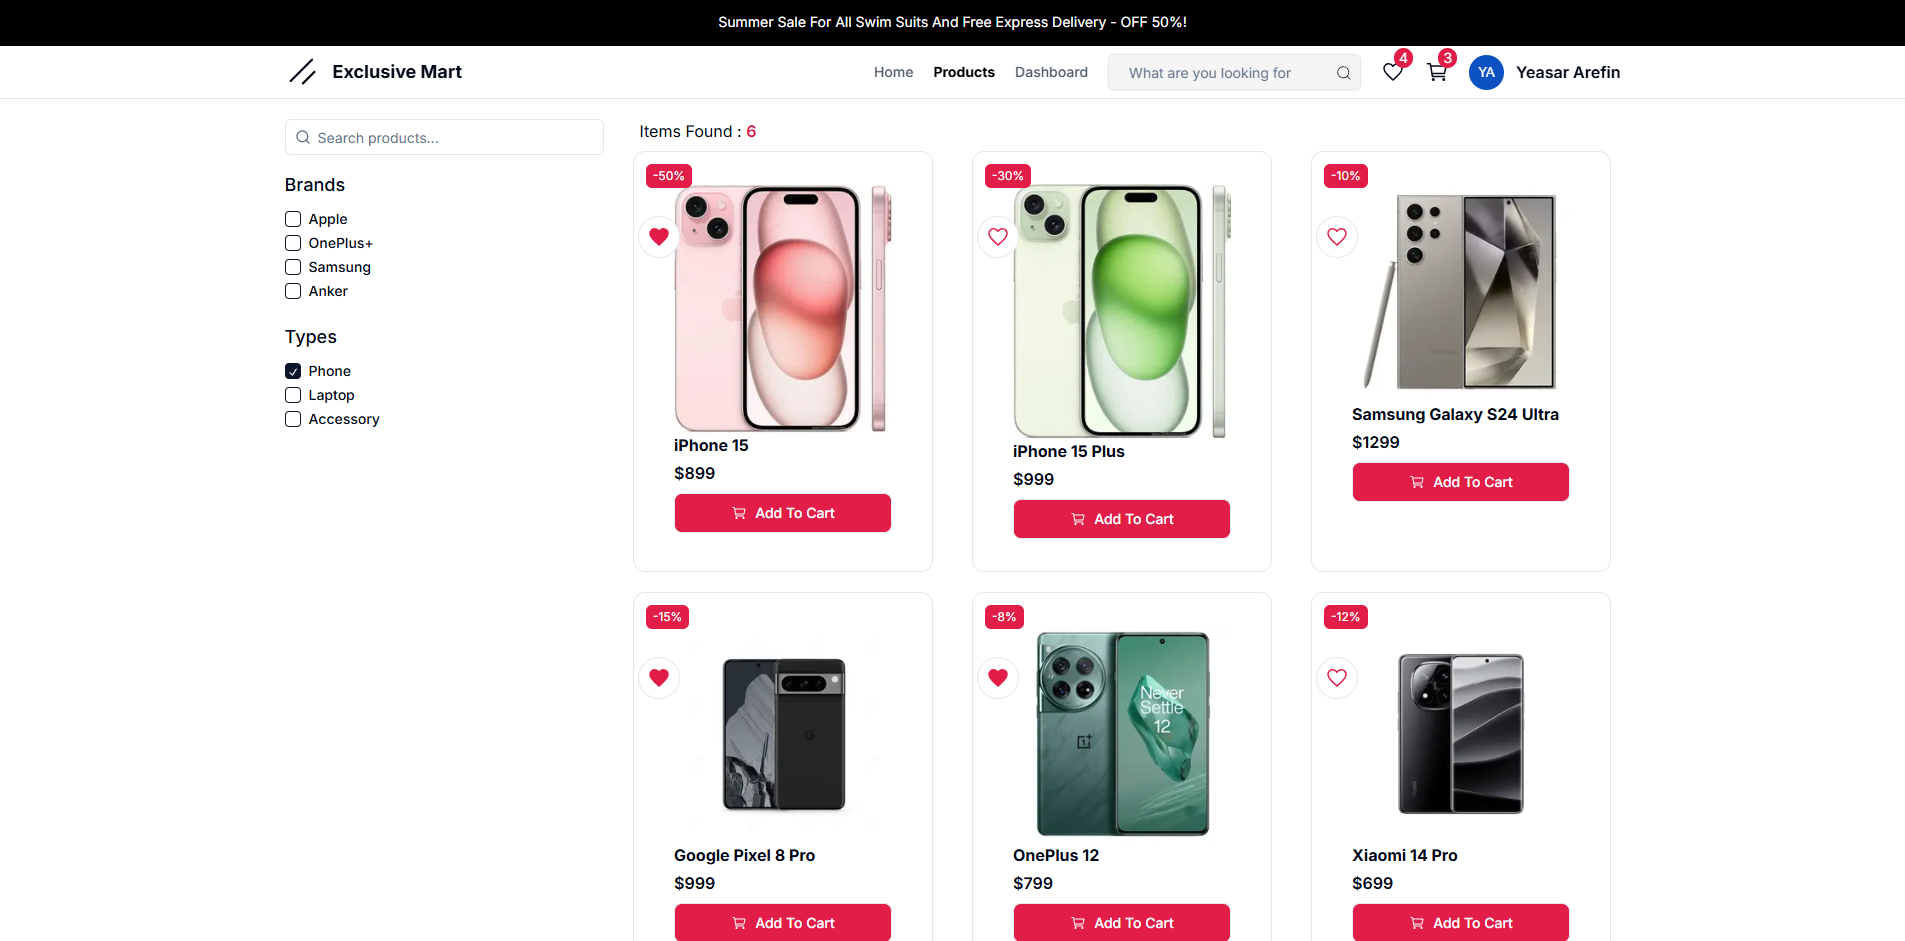 Summer Sale For All Swim Suits And Free Express Delivery - OFF 50%!
Exclusive Mart
Home
Products
Dashboard
What are you looking for
4
3
YA
Yeasar Arefin
Search products...
Brands
Apple
OnePlus+
Samsung
Anker
Types
Phone
Laptop
Accessory
Items Found : 6
-50%
iPhone 15
$899
Add To Cart
-30%
iPhone 15 Plus
$999
Add To Cart
-10%
Samsung Galaxy S24 Ultra
$1299
Add To Cart
-15%
G
Google Pixel 8 Pro
$999
Add To Cart
-8%
Never
Settle
12
OnePlus 12
$799
Add To Cart
-12%
Xiaomi 14 Pro
$699
Add To Cart